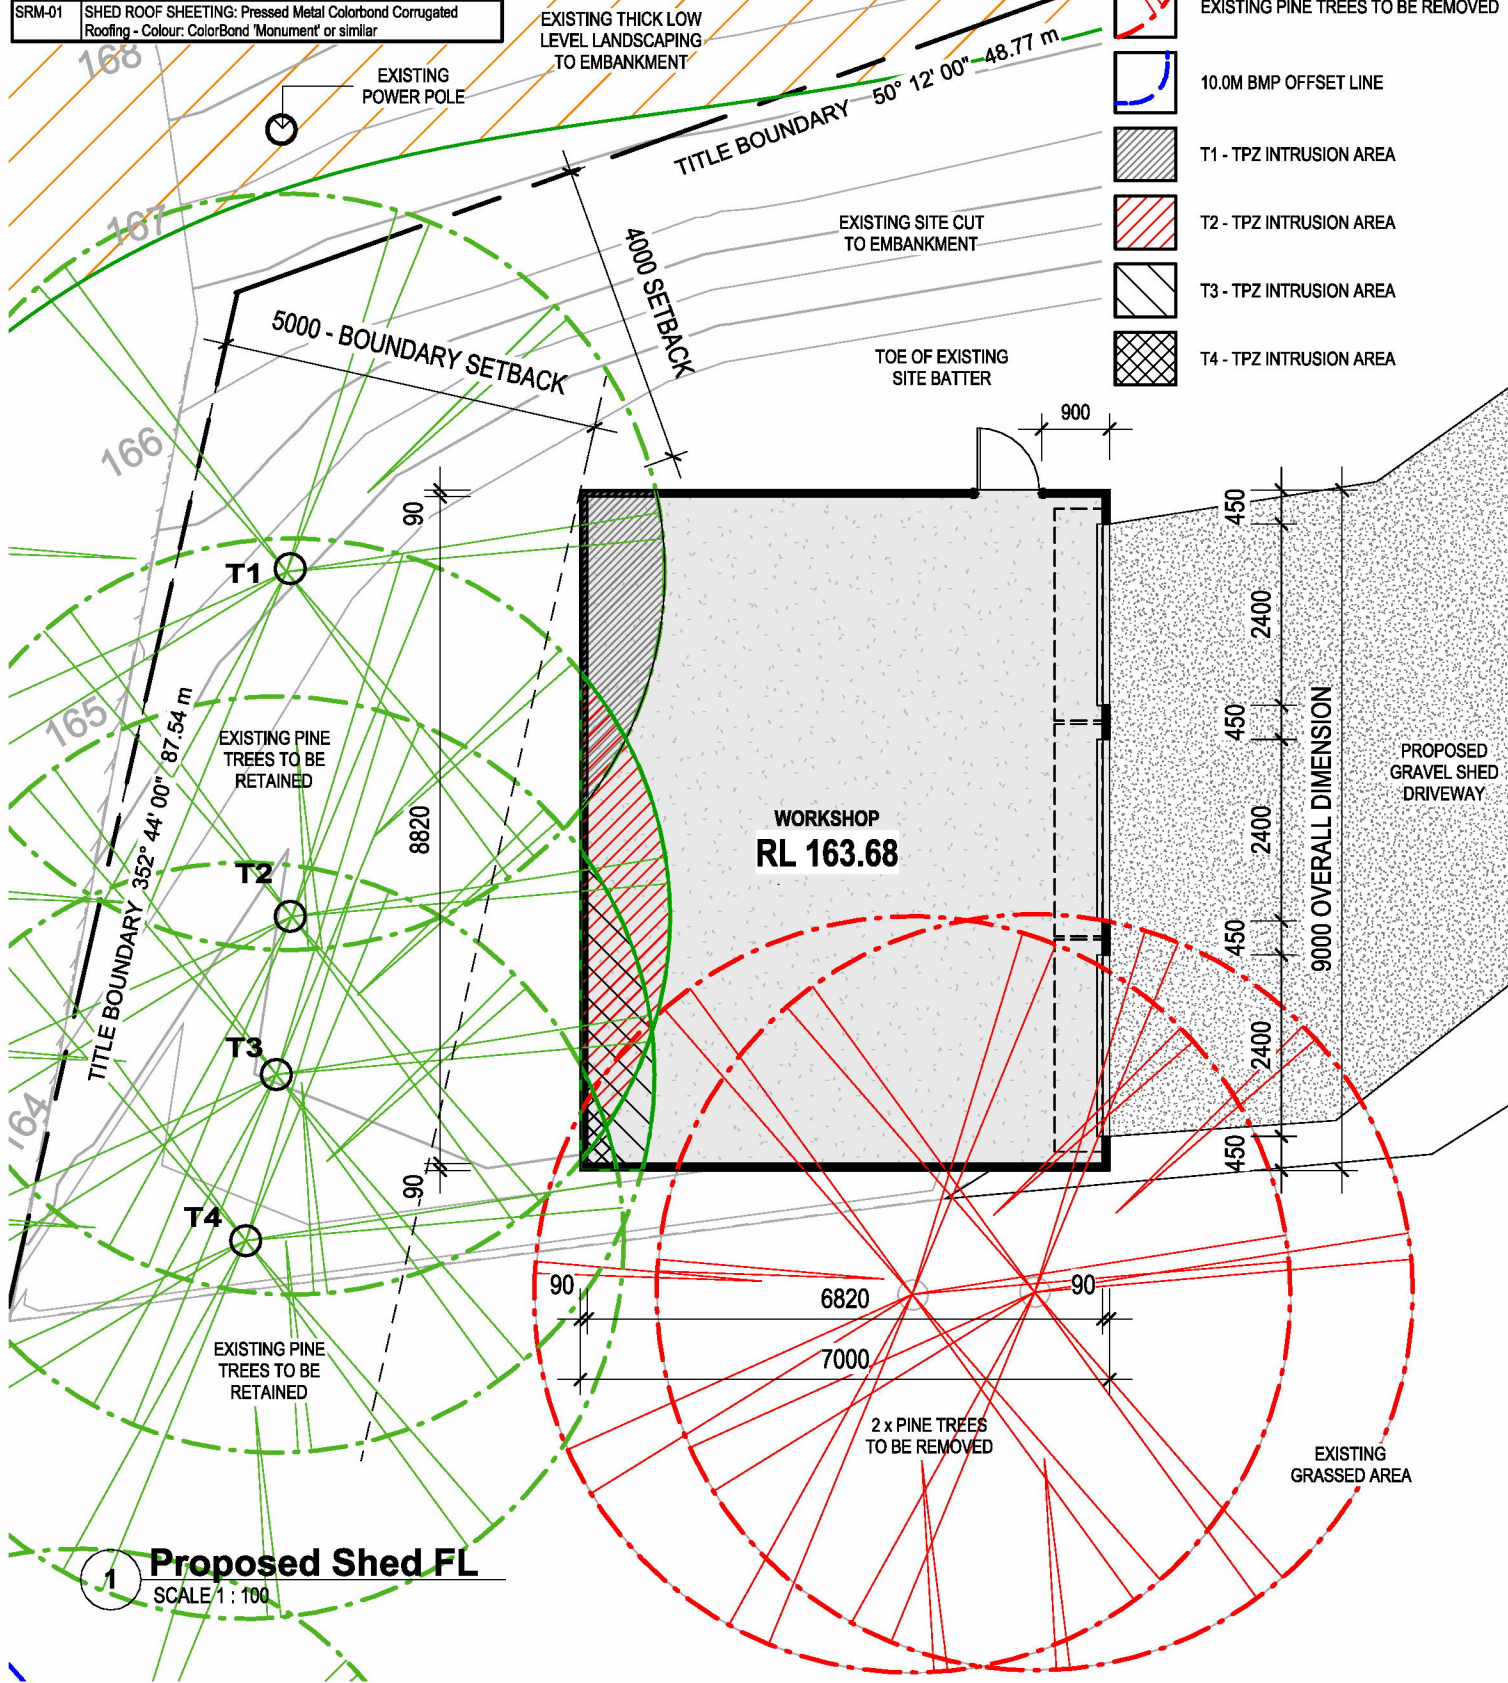 SRM-01
SHED ROOF SHEETING: Pressed Metal Colorbond Corrugated
Roofing - Colour: ColorBond 'Monument' or similar
EXISTING THICK LOW
LEVEL LANDSCAPING
TO EMBANKMENT
EXISTING PINE TREES TO BE REMOVED
10.0M BMP OFFSET LINE
T1 - TPZ INTRUSION AREA
T2 - TPZ INTRUSION AREA
T3 - TPZ INTRUSION AREA
T4 - TPZ INTRUSION AREA
168
EXISTING
POWER POLE
TITLE BOUNDARY 50° 12' 00" 48.77 m
167
EXISTING SITE CUT
TO EMBANKMENT
4000 SETBACK
5000 - BOUNDARY SETBACK
TOE OF EXISTING
SITE BATTER
166
900
90
450
T1
2400
165
EXISTING PINE
TREES TO BE
RETAINED
TITLE BOUNDARY 352° 44' 00" 87.54 m
450
9000 OVERALL DIMENSION
PROPOSED
GRAVEL SHED
DRIVEWAY
8820
WORKSHOP
RL 163.68
2400
T2
450
T3
2400
164
450
90
T4
90
6820
90
7000
EXISTING PINE
TREES TO BE
RETAINED
2 x PINE TREES
TO BE REMOVED
EXISTING
GRASSED AREA
1
Proposed Shed FL
SCALE 1 : 100